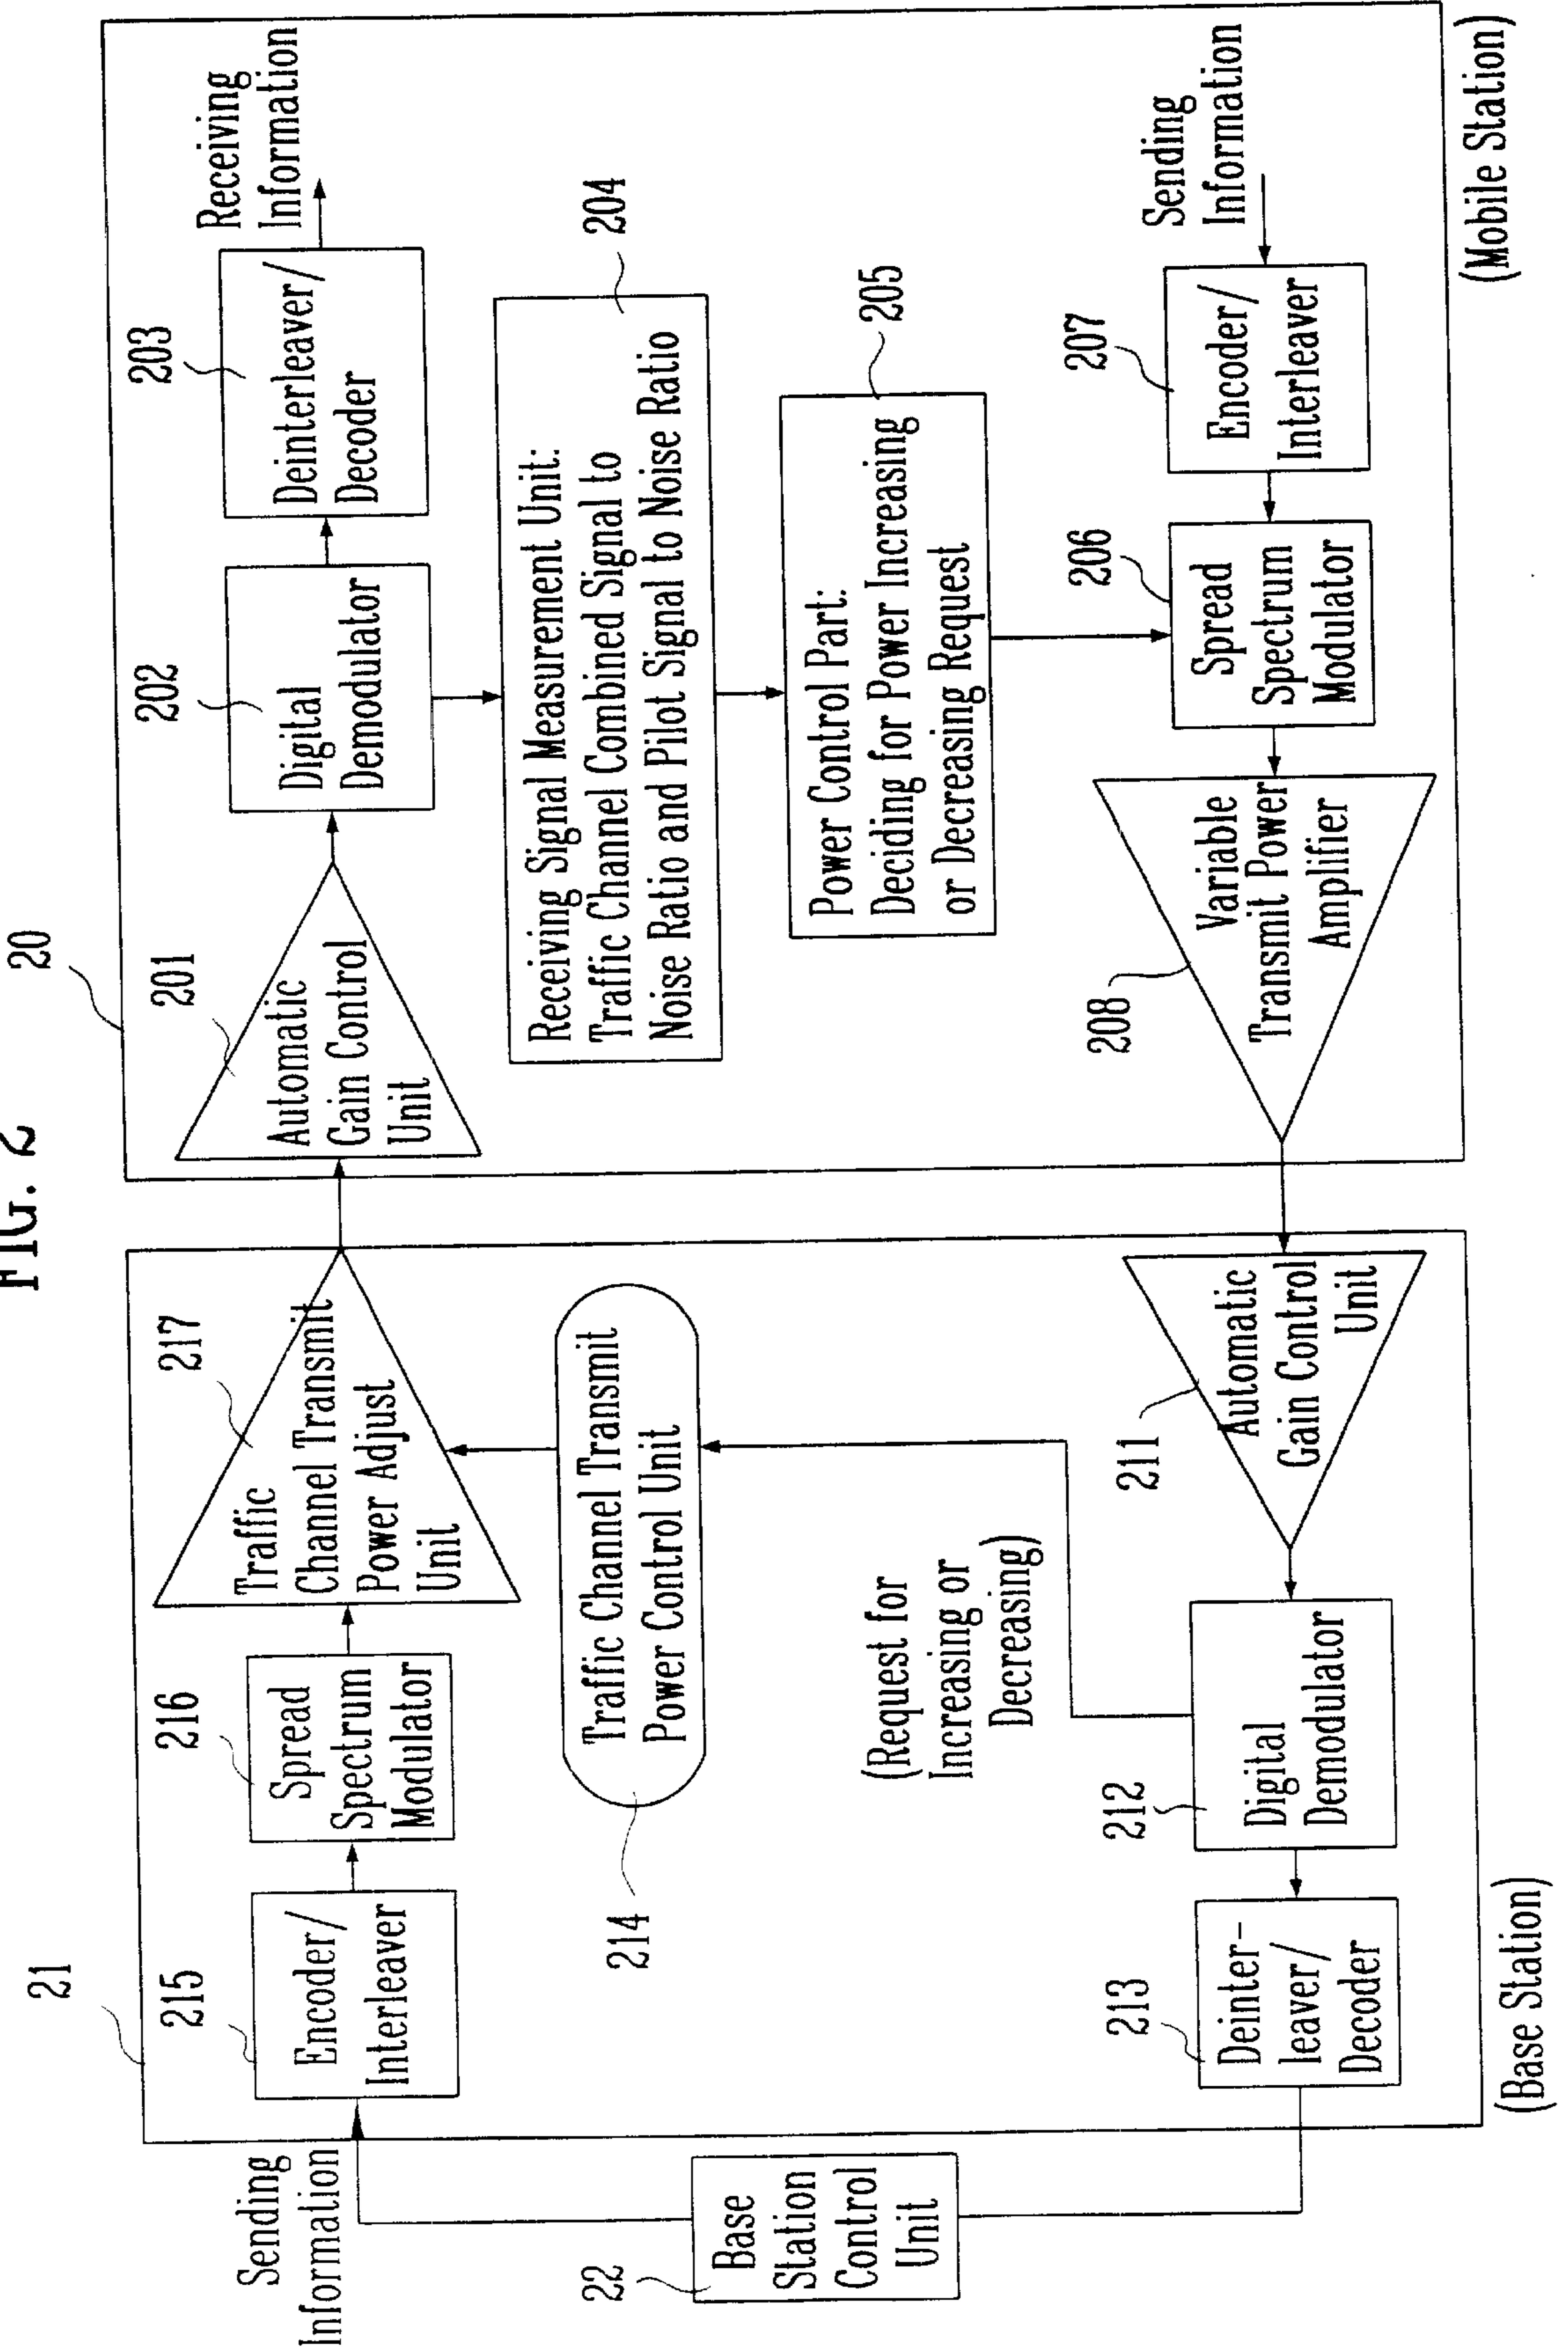 FIG. 2
20
21
Sending
Information
215
Encoder/
Interleaver
216
Spread
Spectrum
Modulator
217
Traffic
Channel Transmit
Power Adjust
Unit
201
Automatic
Gain Control
Unit
202
Digital
Demodulator
203
Deinterleaver/
Decoder
Receiving
Information
22
Base
Station
Control
Unit
214
Traffic Channel Transmit
Power Control Unit
(Request for
Increasing or
Decreasing)
204
Receiving Signal Measurement Unit:
Traffic Channel Combined Signal to
Noise Ratio and Pilot Signal to Noise Ratio
205
Power Control Part:
Deciding for Power Increasing
or Decreasing Request
213
Deinter-
leaver/
Decoder
212
Digital
Demodulator
211
Automatic
Gain Control
Unit
208
Variable
Transmit Power
Amplifier
206
Spread
Spectrum
Modulator
207
Encoder/
Interleaver
Sending
Information
(Base Station)
(Mobile Station)